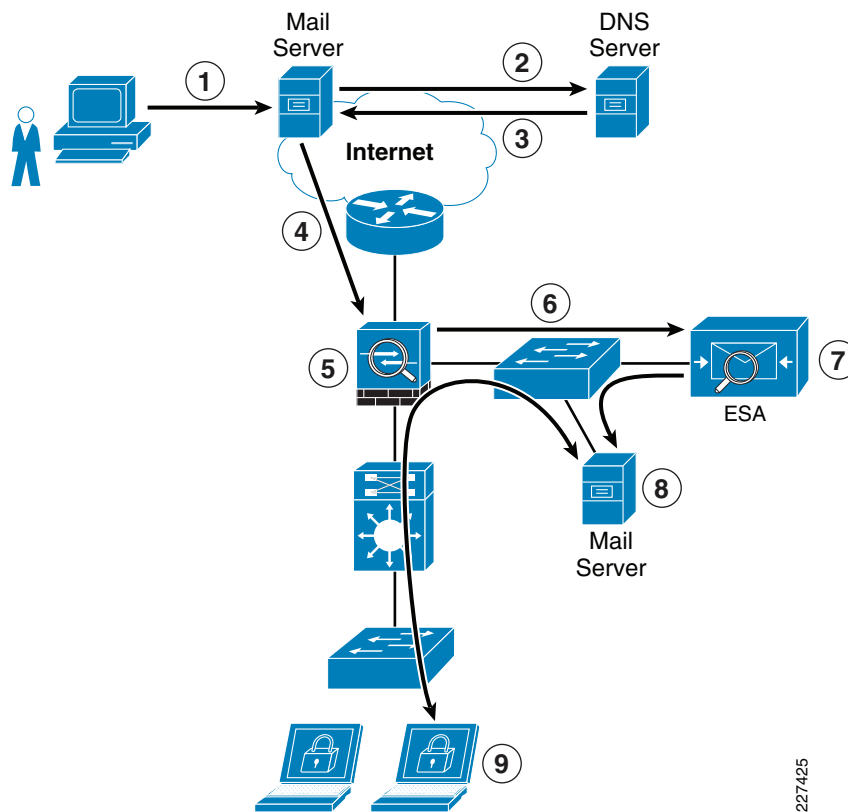 Mail
Server
DNS
Server
1
2
3
Internet
4
5
6
7
ESA
8
Mail
Server
9
227425